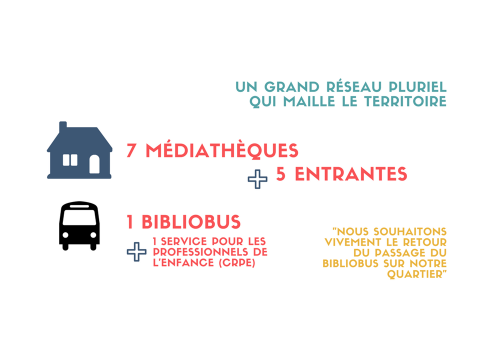 UN GRAND RÉSEAU PLURIEL
QUI MAILLE LE TERRITOIRE
7 MÉDIATHÈQUES
5 ENTRANTES
1 BIBLIOBUS
1 SERVICE POUR LES
PROFESSIONNELS DE
L'ENFANCE (CRPE)
"NOUS SOUHAITONS
VIVEMENT LE RETOUR
DU PASSAGE DU
BIBLIOBUS SUR NOTRE
QUARTIER"